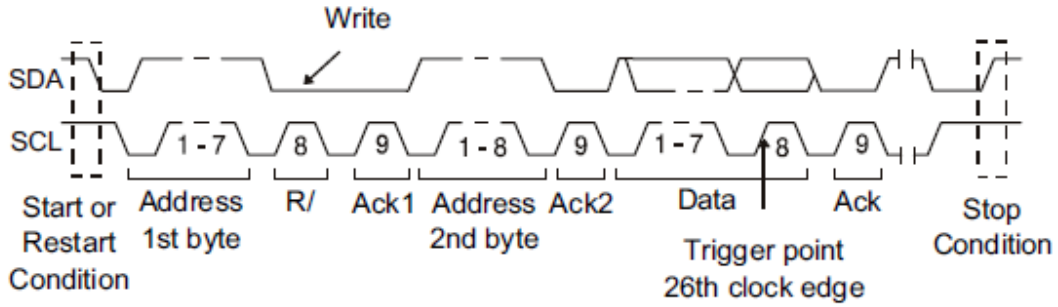 Write
SDA
SCL
1 - 7 8 9 1 - 8 9 1 - 7 8 9
Start or
Restart
Condition
Address
1st byte
R/
Ack1
Address
2nd byte
Ack2
Data
Trigger point
26th clock edge
Ack
Stop
Condition